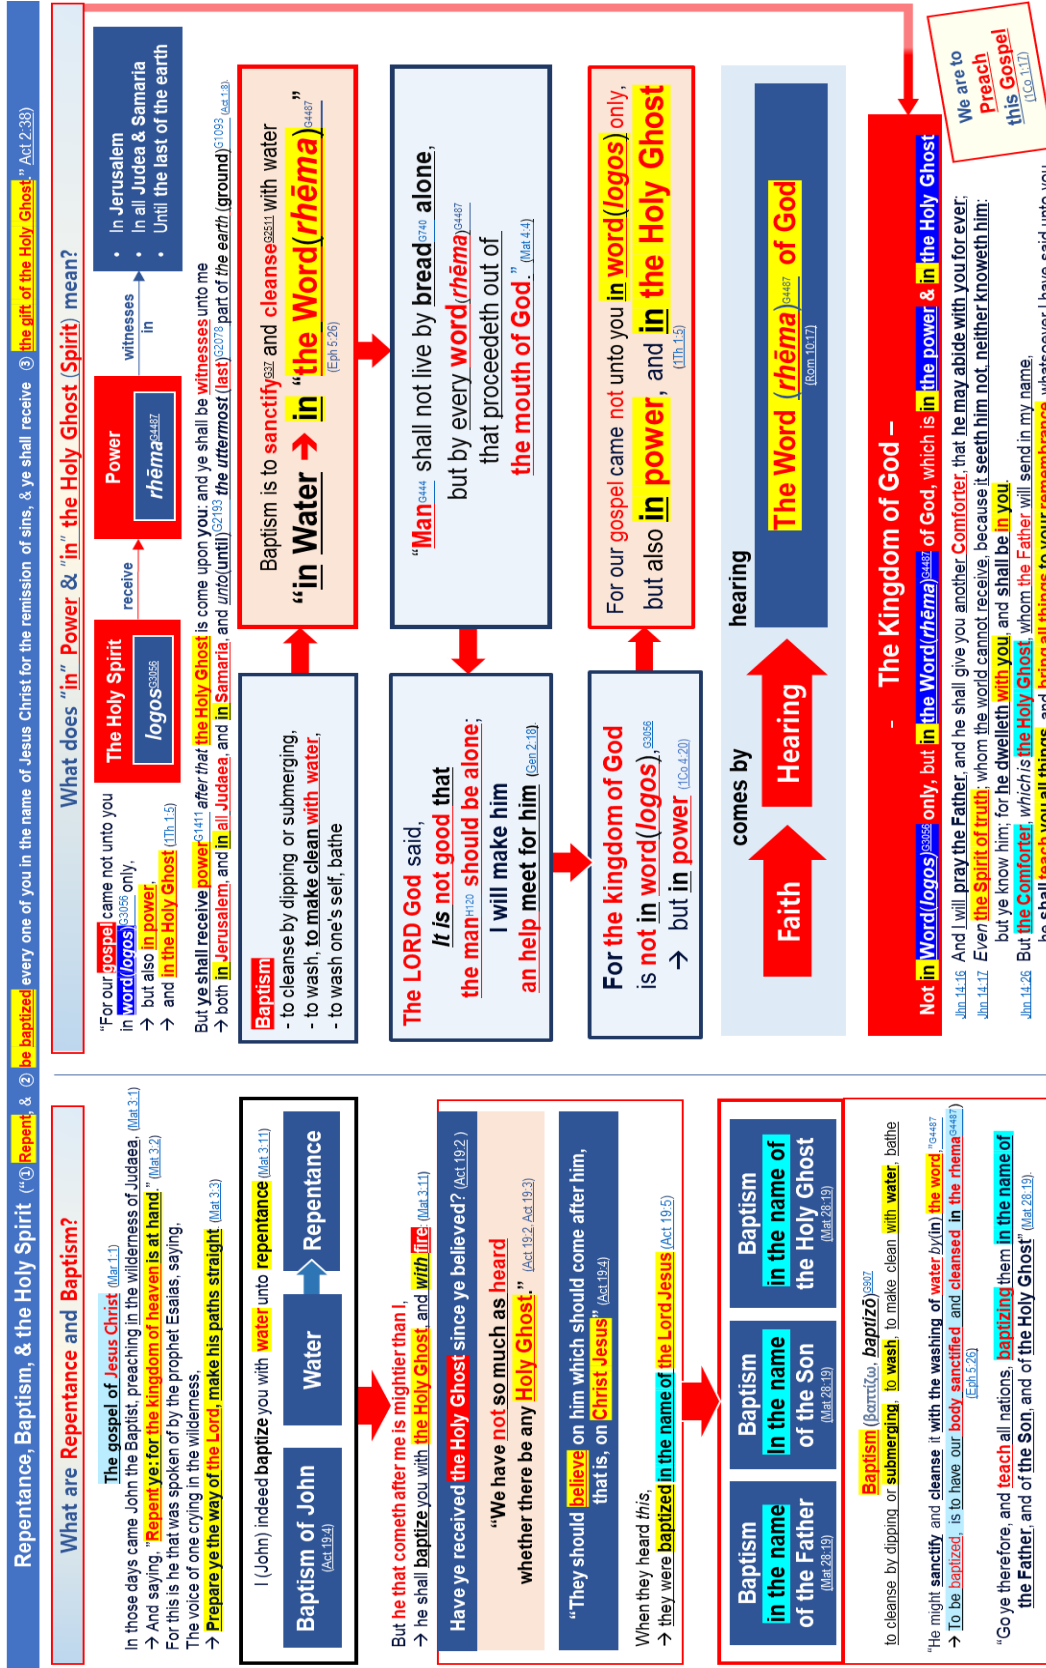 Repentance, Baptism, & the Holy Spirit (“① Repent, & ② be baptized every one of you in the name of Jesus Christ for the remission of sins, & ye shall receive ③ the gift of the Holy Ghost.” Act 2:38)
What are Repentance and Baptism?
The gospel of Jesus Christ (Mar 1:1)
In those days came John the Baptist, preaching in the wilderness of Judaea, (Mat 3:1)
→ And saying, ”Repent ye: for the kingdom of heaven is at hand.” (Mat 3:2)
For this is he that was spoken of by the prophet Esaias, saying,
The voice of one crying in the wilderness,
→ Prepare ye the way of the Lord, make his paths straight. (Mat 3:3)
I (John) indeed baptize you with water unto repentance (Mat 3:11)
Baptism of John
(Act 19:4)
Water
Repentance
But he that cometh after me is mightier than I,
→ he shall baptize you with the Holy Ghost, and with fire: (Mat 3:11)
Have ye received the Holy Ghost since ye believed? (Act 19:2 )
“We have not so much as heard
whether there be any Holy Ghost.” (Act 19:2, Act 19:3)
“They should believe on him which should come after him,
that is, on Christ Jesus” (Act 19:4)
When they heard this,
→ they were baptized in the name of the Lord Jesus (Act 19:5)
Baptism
in the name
of the Father
(Mat 28:19)
Baptism
in the name
of the Son
(Mat 28:19)
Baptism
in the name of
the Holy Ghost
(Mat 28:19)
Baptism (βαπτίζω, baptizō)G907
to cleanse by dipping or submerging, to wash, to make clean with water, bathe
“He might sanctify and cleanse it with the washing of water by(in) the word,”G4487
→ To be baptized, is to have our body sanctified and cleansed in the rhemaG4487)
(Eph 5:26)
“Go ye therefore, and teach all nations, baptizing them in the name of
the Father, and of the Son, and of the Holy Ghost” (Mat 28:19)
What does “in” Power & “in” the Holy Ghost (Spirit) mean?
“For our gospel came not unto you
in word(logos)G3056 only,
→ but also in power,
→ and in the Holy Ghost (1Th 1:5)
The Holy Spirit
logosG3056
receive
Power
rhēmaG4487
witnesses
in
• In Jerusalem
• In all Judea & Samaria
• Until the last of the earth
But ye shall receive powerG1411 after that the Holy Ghost is come upon you: and ye shall be witnesses unto me
→ both in Jerusalem, and in all Judaea, and in Samaria, and unto(until)G2193 the uttermost (last)G2078 part of the earth (ground)G1093 (Act 1:8)
Baptism
- to cleanse by dipping or submerging,
- to wash, to make clean with water,
- to wash one's self, bathe
Baptism is to sanctifyG37 and cleanseG2511 with water
“in Water → in “the Word(rhēma)G4487”
(Eph 5:26)
The LORD God said,
It is not good that
the manH120 should be alone;
I will make him
an help meet for him (Gen 2:18).
“ManG444 shall not live by breadG740 alone,
but by every word(rhēma)G4487
that proceedeth out of
the mouth of God.” (Mat 4:4)
For the kingdom of God
is not in word(logos),G3056
→ but in power (1Co 4:20)
For our gospel came not unto you in word(logos) only,
but also in power, and in the Holy Ghost
(1Th 1:5)
Faith
comes by
Hearing
hearing
The Word (rhēma)G4487 of God
(Rom 10:17)
- The Kingdom of God –
Not in Word(logos)G3056 only, but in the Word(rhēma)G4487 of God, which is in the power & in the Holy Ghost
We are to
Preach
this Gospel
(1Co 1:17)
Jhn 14:16 And I will pray the Father, and he shall give you another Comforter, that he may abide with you for ever;
Jhn 14:17 Even the Spirit of truth; whom the world cannot receive, because it seeth him not, neither knoweth him:
but ye know him; for he dwelleth with you, and shall be in you.
Jhn 14:26 But the Comforter, which is the Holy Ghost, whom the Father will send in my name,
he shall teach you all things, and bring all things to your remembrance, whatsoever I have said unto you